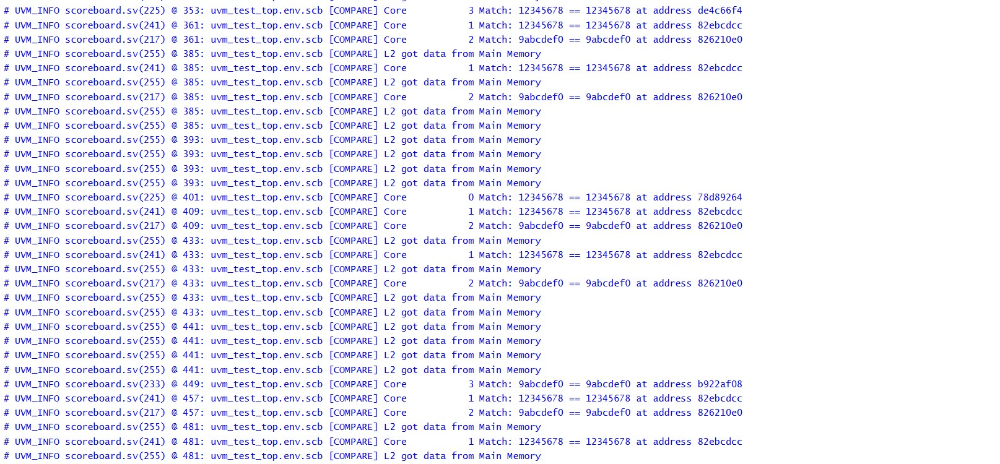 # UVM_INFO scoreboard.sv(225) @ 353: uvm_test_top.env.scb [COMPARE] Core           3 Match: 12345678 == 12345678 at address de4c66f4
# UVM_INFO scoreboard.sv(241) @ 361: uvm_test_top.env.scb [COMPARE] Core           1 Match: 12345678 == 12345678 at address 82ebcdcc
# UVM_INFO scoreboard.sv(217) @ 361: uvm_test_top.env.scb [COMPARE] Core           2 Match: 9abcdef0 == 9abcdef0 at address 826210e0
# UVM_INFO scoreboard.sv(255) @ 385: uvm_test_top.env.scb [COMPARE] L2 got data from Main Memory
# UVM_INFO scoreboard.sv(241) @ 385: uvm_test_top.env.scb [COMPARE] Core           1 Match: 12345678 == 12345678 at address 82ebcdcc
# UVM_INFO scoreboard.sv(255) @ 385: uvm_test_top.env.scb [COMPARE] L2 got data from Main Memory
# UVM_INFO scoreboard.sv(217) @ 385: uvm_test_top.env.scb [COMPARE] Core           2 Match: 9abcdef0 == 9abcdef0 at address 826210e0
# UVM_INFO scoreboard.sv(255) @ 385: uvm_test_top.env.scb [COMPARE] L2 got data from Main Memory
# UVM_INFO scoreboard.sv(255) @ 385: uvm_test_top.env.scb [COMPARE] L2 got data from Main Memory
# UVM_INFO scoreboard.sv(255) @ 393: uvm_test_top.env.scb [COMPARE] L2 got data from Main Memory
# UVM_INFO scoreboard.sv(255) @ 393: uvm_test_top.env.scb [COMPARE] L2 got data from Main Memory
# UVM_INFO scoreboard.sv(255) @ 393: uvm_test_top.env.scb [COMPARE] L2 got data from Main Memory
# UVM_INFO scoreboard.sv(255) @ 393: uvm_test_top.env.scb [COMPARE] L2 got data from Main Memory
# UVM_INFO scoreboard.sv(225) @ 401: uvm_test_top.env.scb [COMPARE] Core           0 Match: 12345678 == 12345678 at address 78d89264
# UVM_INFO scoreboard.sv(241) @ 409: uvm_test_top.env.scb [COMPARE] Core           1 Match: 12345678 == 12345678 at address 82ebcdcc
# UVM_INFO scoreboard.sv(217) @ 409: uvm_test_top.env.scb [COMPARE] Core           2 Match: 9abcdef0 == 9abcdef0 at address 826210e0
# UVM_INFO scoreboard.sv(255) @ 433: uvm_test_top.env.scb [COMPARE] L2 got data from Main Memory
# UVM_INFO scoreboard.sv(241) @ 433: uvm_test_top.env.scb [COMPARE] Core           1 Match: 12345678 == 12345678 at address 82ebcdcc
# UVM_INFO scoreboard.sv(255) @ 433: uvm_test_top.env.scb [COMPARE] L2 got data from Main Memory
# UVM_INFO scoreboard.sv(217) @ 433: uvm_test_top.env.scb [COMPARE] Core           2 Match: 9abcdef0 == 9abcdef0 at address 826210e0
# UVM_INFO scoreboard.sv(255) @ 433: uvm_test_top.env.scb [COMPARE] L2 got data from Main Memory
# UVM_INFO scoreboard.sv(255) @ 433: uvm_test_top.env.scb [COMPARE] L2 got data from Main Memory
# UVM_INFO scoreboard.sv(255) @ 441: uvm_test_top.env.scb [COMPARE] L2 got data from Main Memory
# UVM_INFO scoreboard.sv(255) @ 441: uvm_test_top.env.scb [COMPARE] L2 got data from Main Memory
# UVM_INFO scoreboard.sv(255) @ 441: uvm_test_top.env.scb [COMPARE] L2 got data from Main Memory
# UVM_INFO scoreboard.sv(255) @ 441: uvm_test_top.env.scb [COMPARE] L2 got data from Main Memory
# UVM_INFO scoreboard.sv(233) @ 449: uvm_test_top.env.scb [COMPARE] Core           3 Match: 9abcdef0 == 9abcdef0 at address b922af08
# UVM_INFO scoreboard.sv(241) @ 457: uvm_test_top.env.scb [COMPARE] Core           1 Match: 12345678 == 12345678 at address 82ebcdcc
# UVM_INFO scoreboard.sv(217) @ 457: uvm_test_top.env.scb [COMPARE] Core           2 Match: 9abcdef0 == 9abcdef0 at address 826210e0
# UVM_INFO scoreboard.sv(255) @ 481: uvm_test_top.env.scb [COMPARE] L2 got data from Main Memory
# UVM_INFO scoreboard.sv(241) @ 481: uvm_test_top.env.scb [COMPARE] Core           1 Match: 12345678 == 12345678 at address 82ebcdcc
# UVM_INFO scoreboard.sv(255) @ 481: uvm_test_top.env.scb [COMPARE] L2 got data from Main Memory